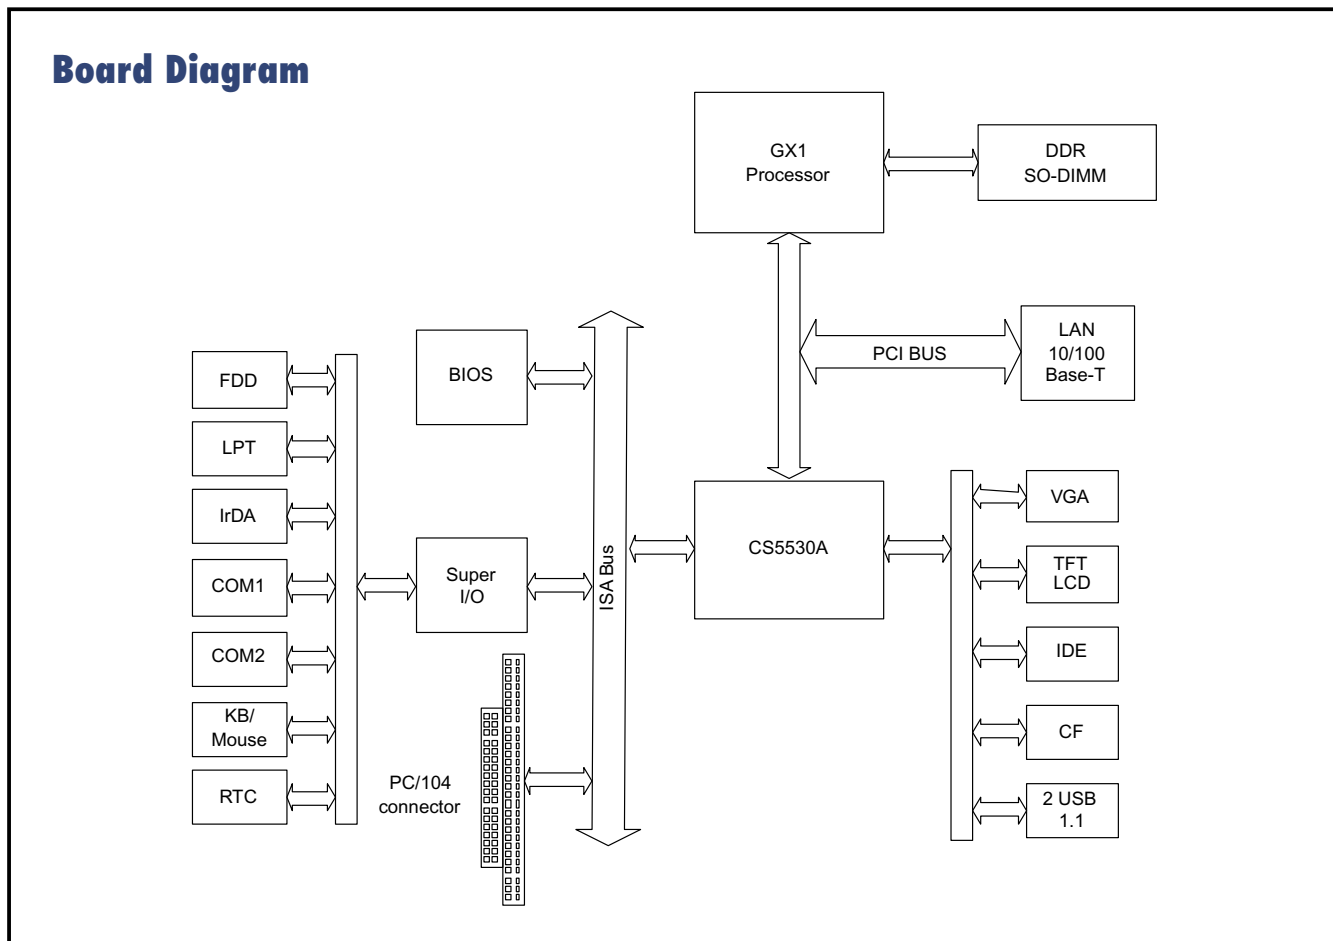 Board Diagram
GX1
Processor
DDR
SO-DIMM
PCI BUS
LAN
10/100
Base-T
BIOS
FDD
LPT
IrDA
COM1
COM2
KB/
Mouse
RTC
Super
I/O
ISA Bus
PC/104
connector
CS5530A
VGA
TFT
LCD
IDE
CF
2 USB
1.1